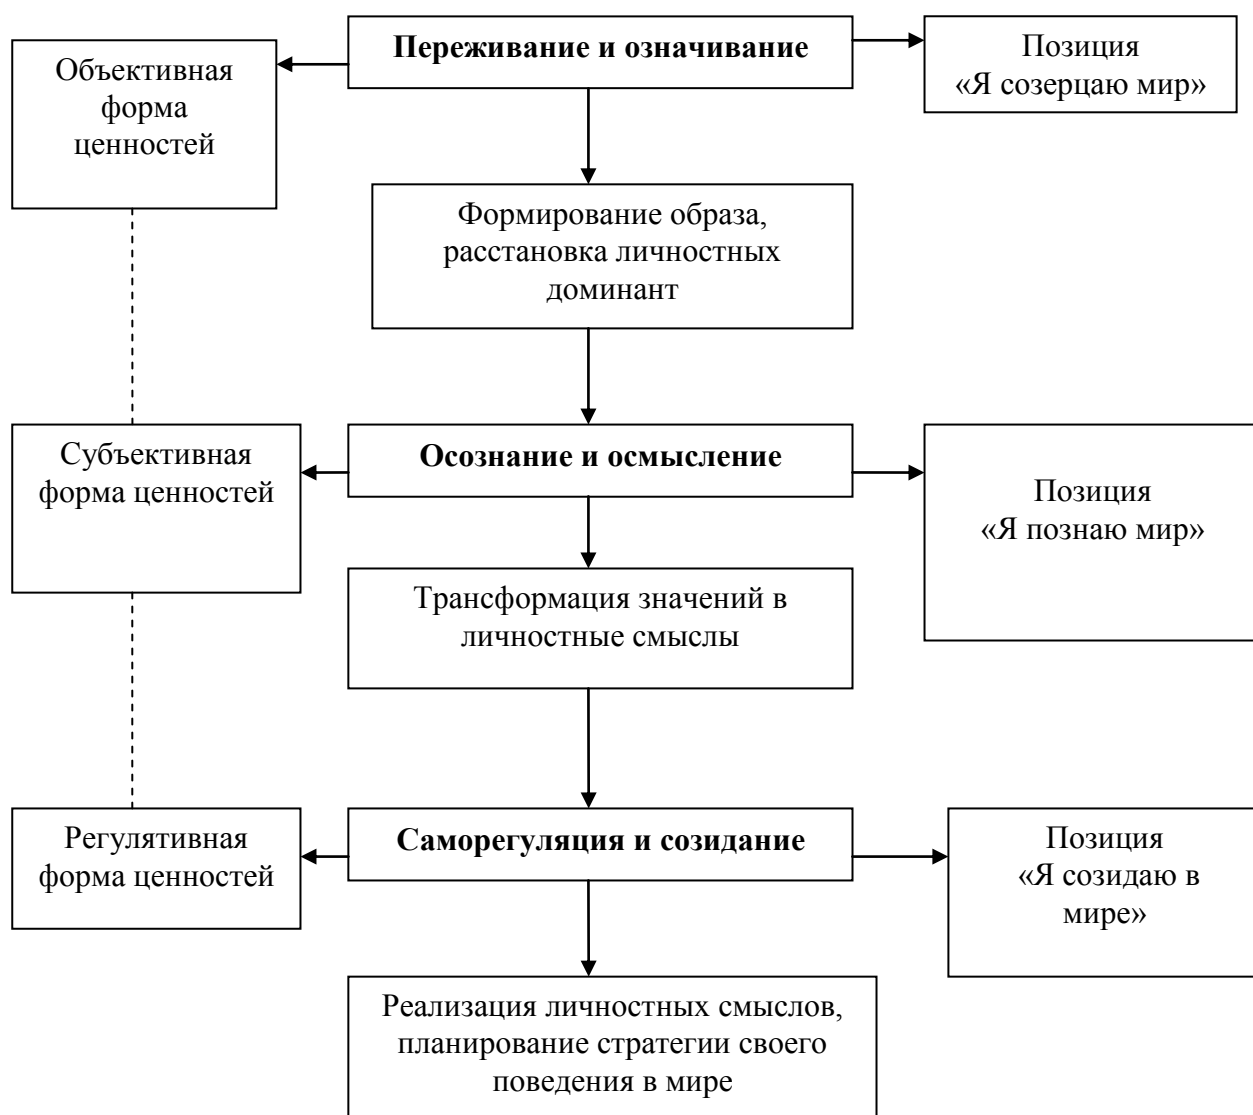 Переживание и означивание
Объективная
форма
ценностей
Позиция
«Я созерцаю мир»
Формирование образа,
расстановка личностных
доминант
Субъективная
форма ценностей
Осознание и осмысление
Позиция
«Я познаю мир»
Трансформация значений в
личностные смыслы
Регулятивная
форма ценностей
Саморегуляция и созидание
Позиция
«Я созидаю в
мире»
Реализация личностных смыслов,
планирование стратегии своего
поведения в мире